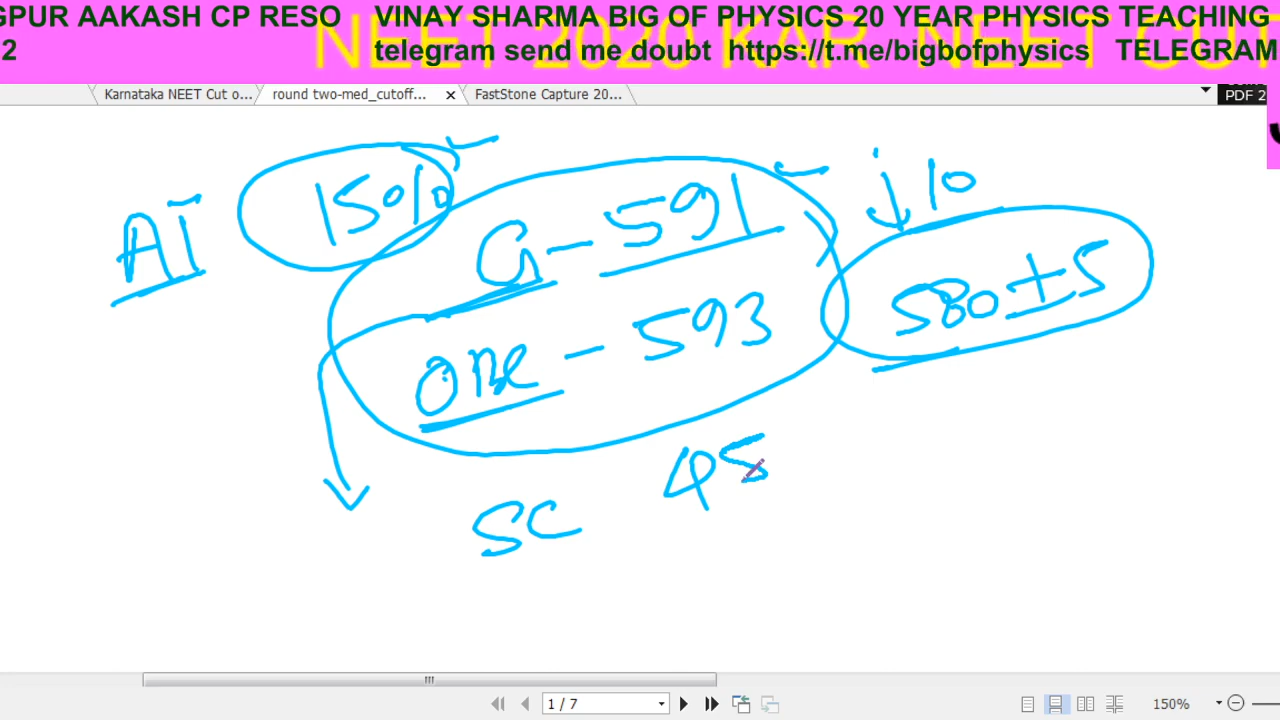 GPUR AAKASH CP RESO VINAY SHARMA BIG OF PHYSICS 20 YEAR PHYSICS TEACHING
2 telegram send me doubt https://t.me/bigbofphysics TELEGRAM
NEET 2020 KAR NEET CUT
Karnataka NEET Cut o... round two-med_cutoff... FastStone Capture 20... PDF 2
AI 15% G - 591 ↓ 10
OBC - 593 580 ± 5
SC 45
1 / 7 150%